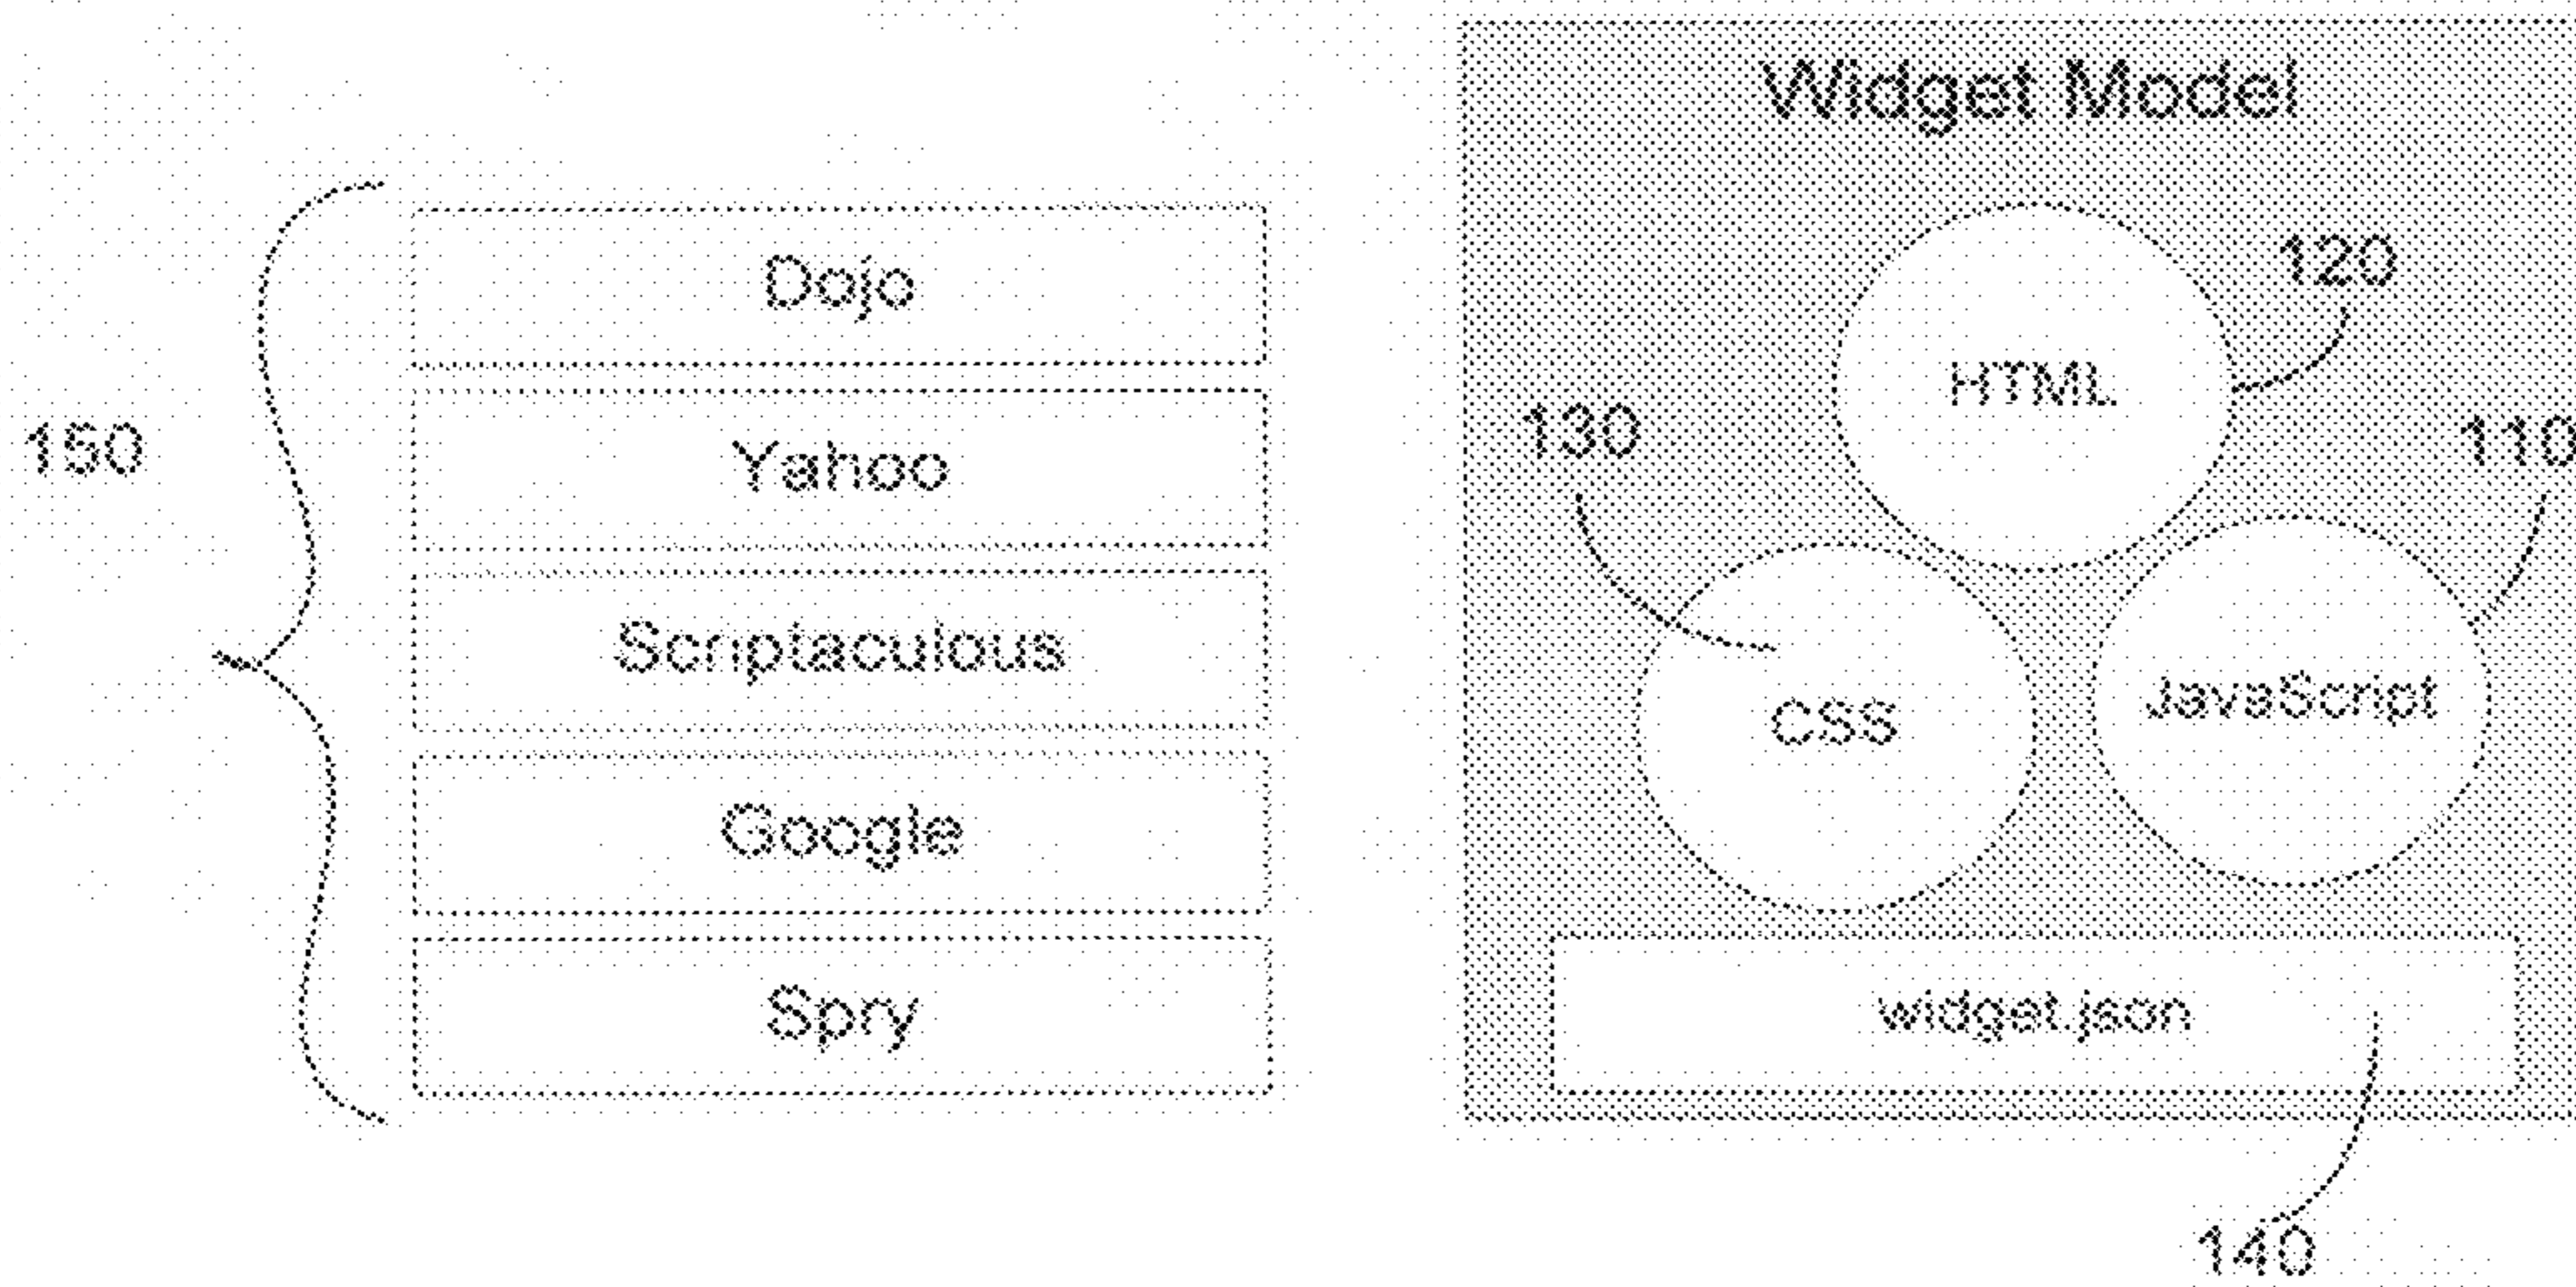 Widget Model
Dojo
Yahoo
Scriptaculous
Google
Spry
150
HTML
CSS
JavaScript
widget.json
120
130
110
140